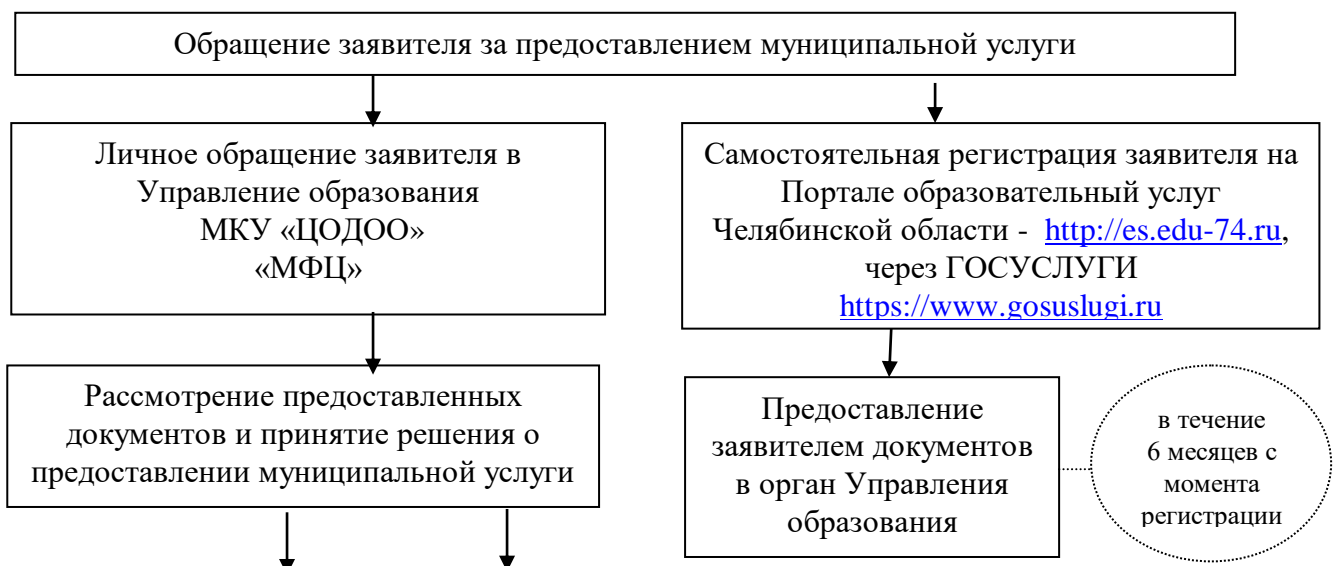 Обращение заявителя за предоставлением муниципальной услуги
Личное обращение заявителя в
Управление образования
МКУ «ЦОДОО»
«МФЦ»
Самостоятельная регистрация заявителя на
Портале образовательный услуг
Челябинской области - http://es.edu-74.ru,
через ГОСУСЛУГИ
https://www.gosuslugi.ru
Рассмотрение предоставленных
документов и принятие решения о
предоставлении муниципальной услуги
Предоставление
заявителем документов
в орган Управления
образования
в течение
6 месяцев с
момента
регистрации